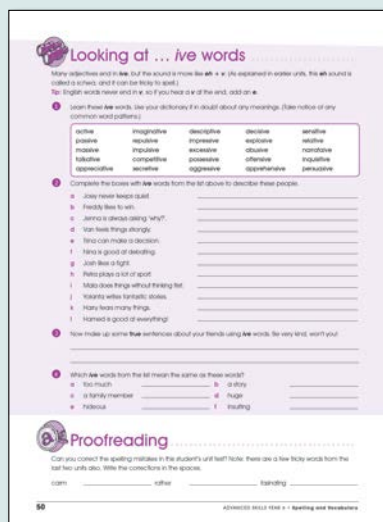 Looking at ... ive words
Many adjectives end in ive, but the sound is more like eh + v. (As explained in earlier units, this eh sound is
called a schwa, and it can be tricky to spell.)
Tip: English words never end in v, so if you hear a v at the end, add an e.
1 Learn these ive words. Use your dictionary if in doubt about any meanings. (Take notice of any
common word patterns.)
active imaginative descriptive decisive sensitive
passive repulsive impressive explosive relative
massive impulsive excessive abusive narrative
talkative competitive possessive offensive inquisitive
appreciative secretive aggressive apprehensive persuasive
2 Complete the boxes with ive words from the list above to describe these people.
a Joey never keeps quiet.
b Freddy likes to win.
c Jenna is always asking 'why?'.
d Van feels things strongly.
e Tina can make a decision.
f Nina is good at debating.
g Josh likes a fight.
h Petra plays a lot of sport.
i Mala does things without thinking first.
j Yolanta writes fantastic stories.
k Harry fears many things.
l Hamed is good at everything!
3 Now make up some true sentences about your friends using ive words. Be very kind, won't you!
4 Which ive words from the list mean the same as these words?
a too much b a story
c a family member d huge
e hideous f insulting
Proofreading
Can you correct the spelling mistakes in this student's unit test? Note: there are a few tricky words from the
last two units also. Write the corrections in the spaces.
carm rather fasinating
50 ADVANCED SKILLS YEAR • Spelling and Vocabulary